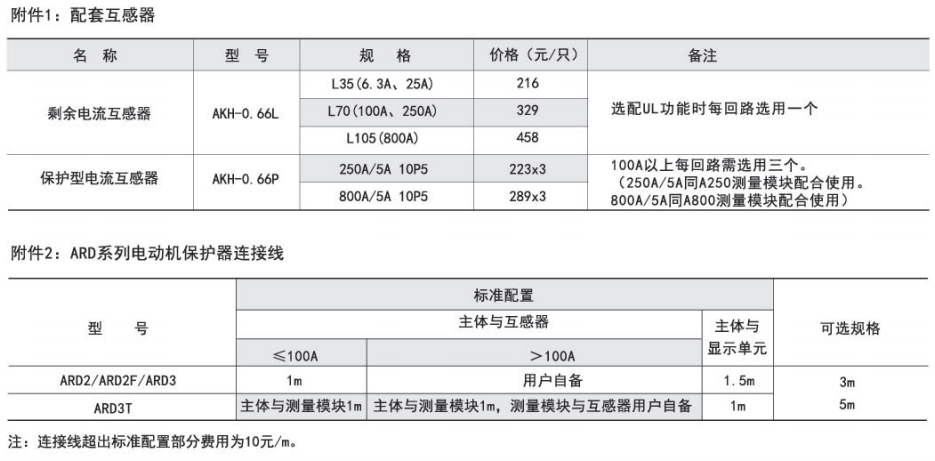 附件1：配套互感器
名 称 型 号 规 格 价格（元/只） 备注
剩余电流互感器 AKH-0.66L L35(6.3A、25A) 216 选配UL功能时每回路选用一个
L70(100A、250A) 329
L105(800A) 458
保护型电流互感器 AKH-0.66P 250A/5A 10P5 223x3 100A以上每回路需选用三个。
（250A/5A同A250测量模块配合使用。
800A/5A 10P5 289x3 800A/5A同A800测量模块配合使用）
附件2：ARD系列电动机保护器连接线
型 号 标准配置 可选规格
主体与互感器 主体与
显示单元
≤100A ＞100A
ARD2/ARD2F/ARD3 1m 用户自备 1.5m 3m
ARD3T 主体与测量模块1m 主体与测量模块1m，测量模块与互感器用户自备 1m 5m
注：连接线超出标准配置部分费用为10元/m。